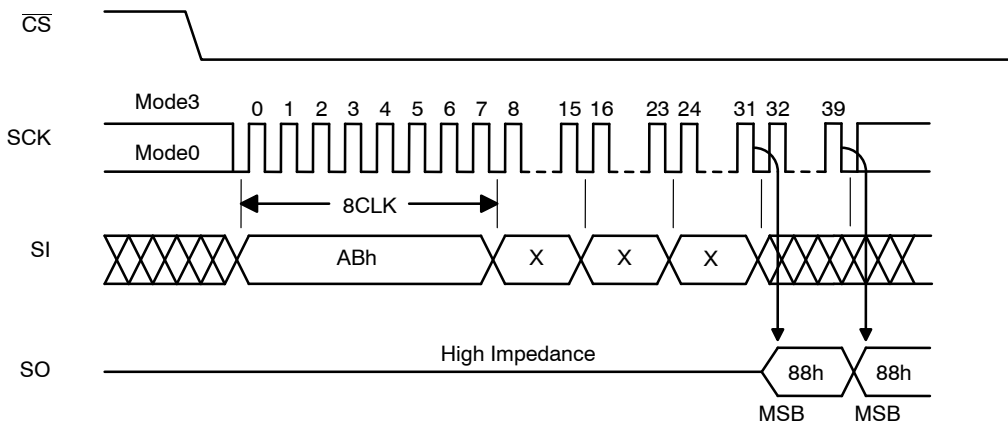 CS
Mode3
0 1 2 3 4 5 6 7 8 15 16 23 24 31 32 39
SCK
Mode0
8CLK
SI
ABh X X X
High Impedance
SO
88h 88h
MSB MSB